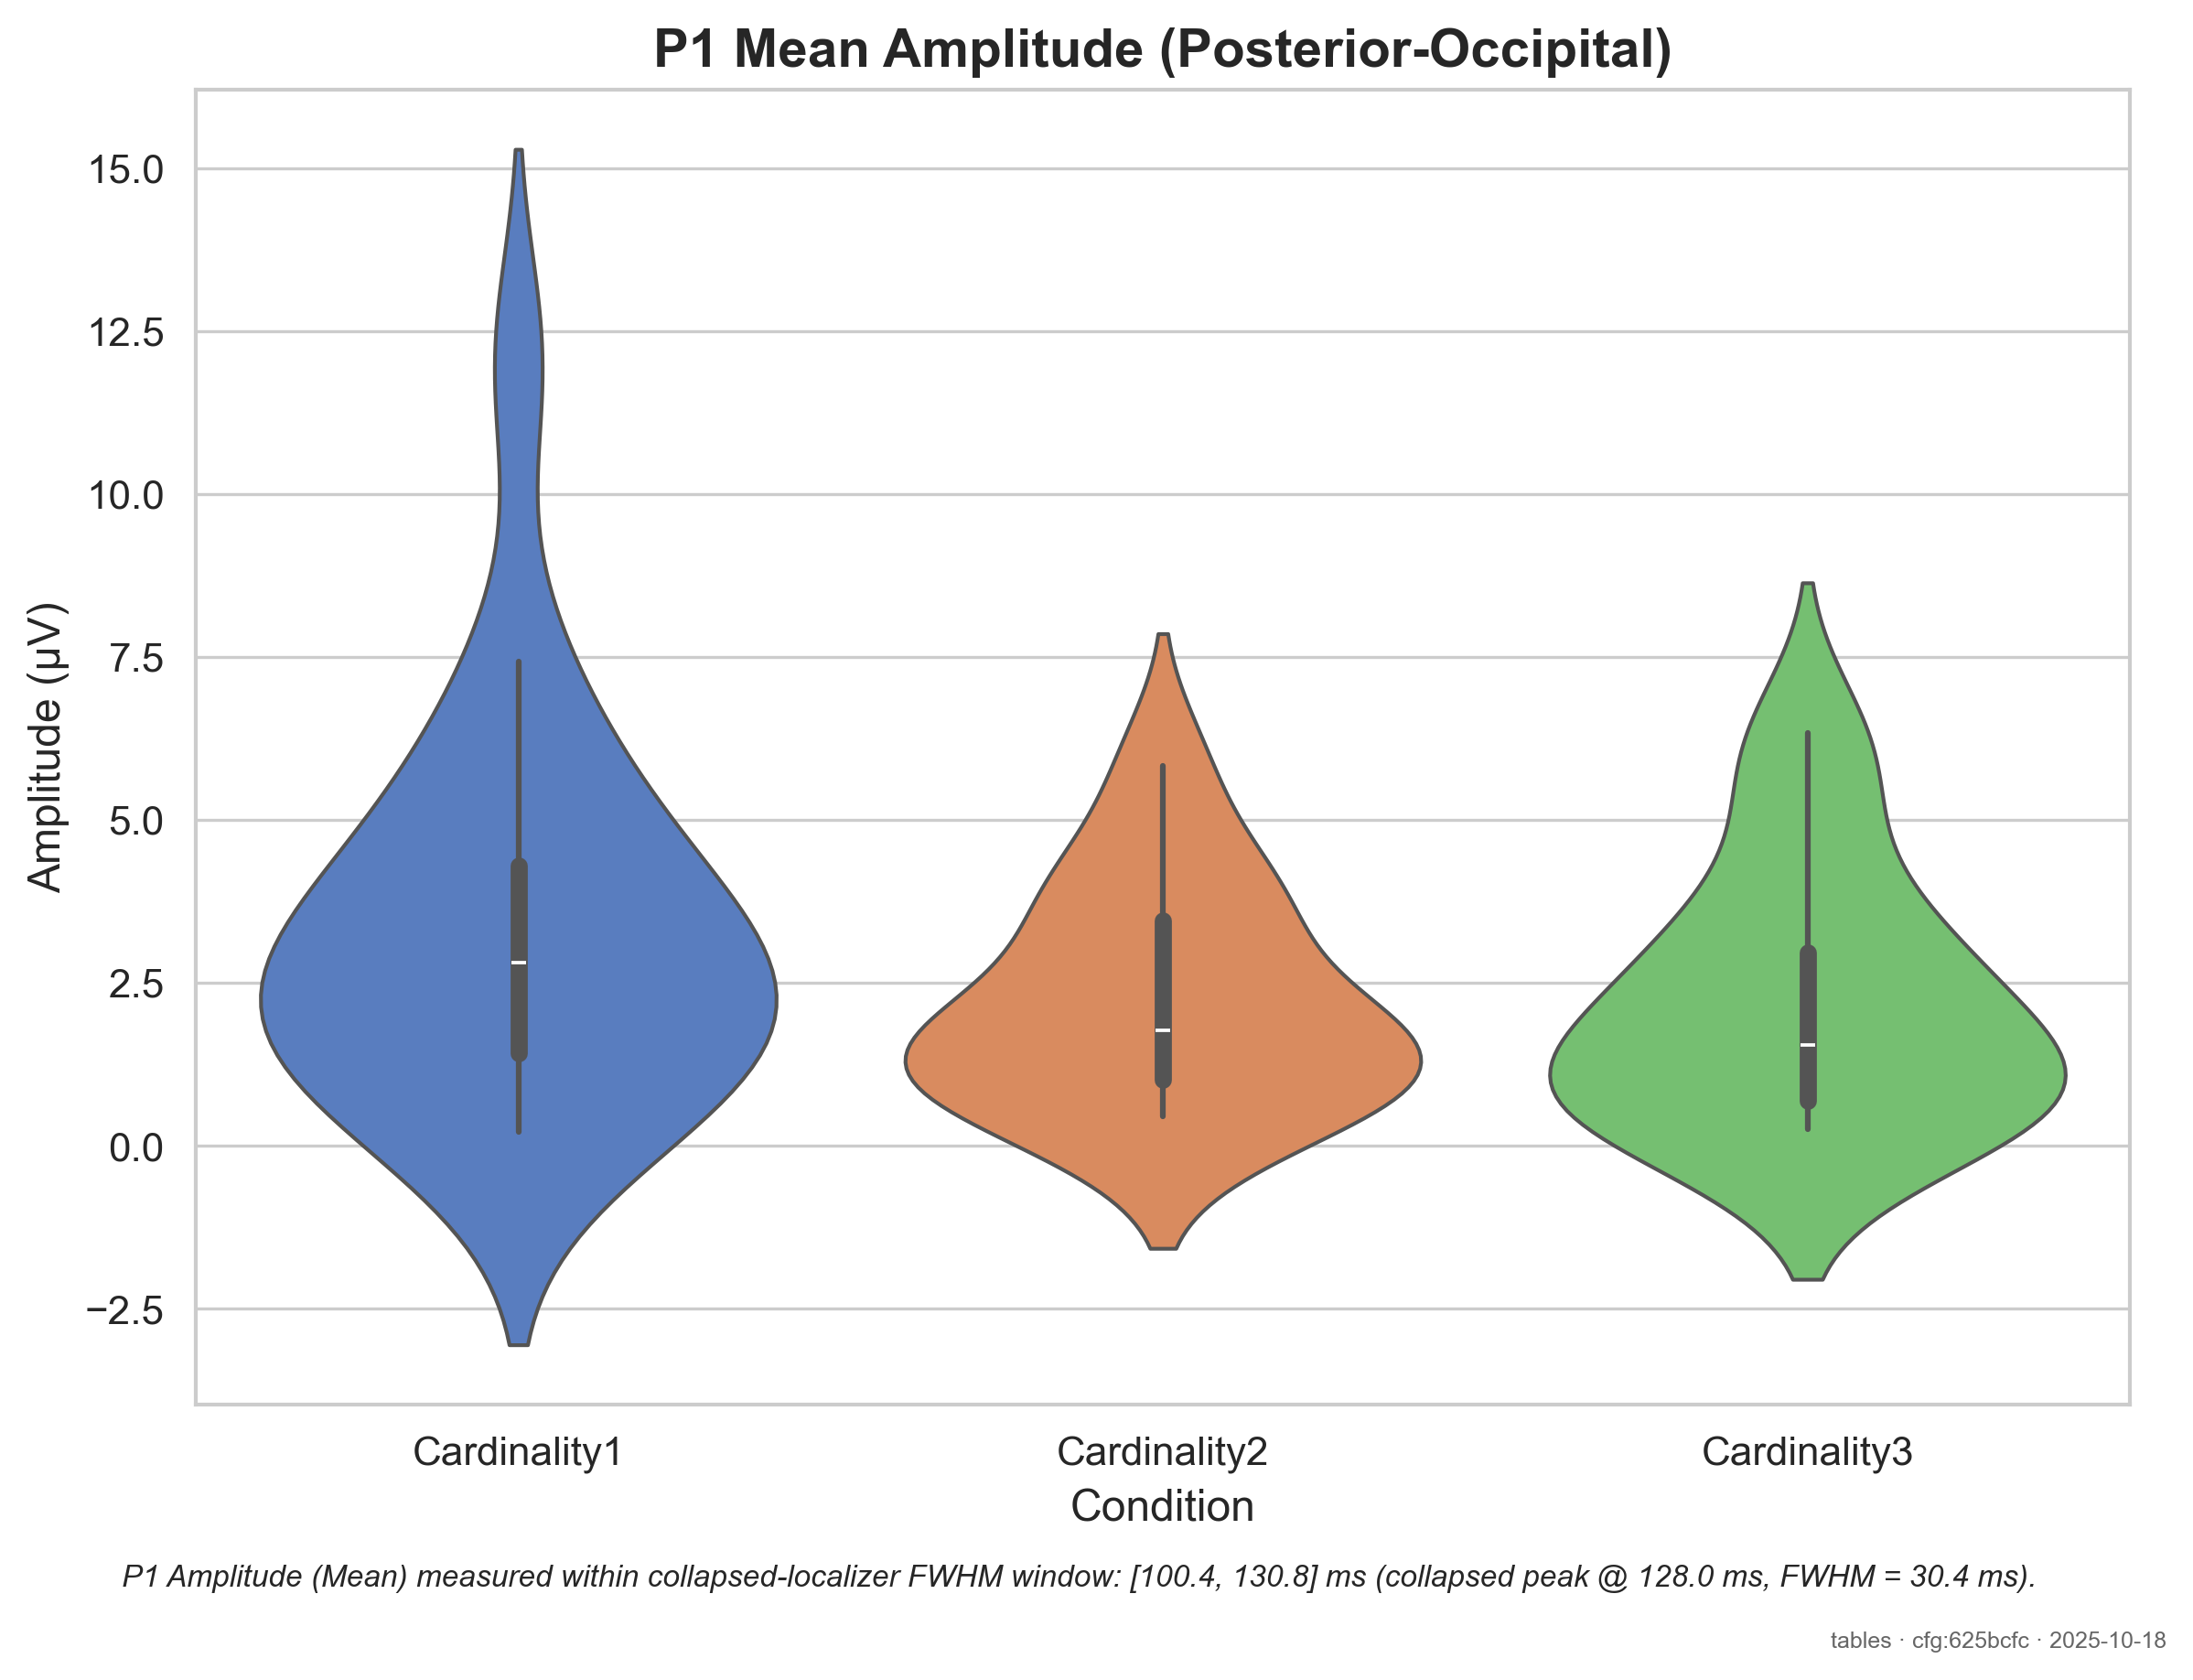 P1 Mean Amplitude (Posterior-Occipital)
Amplitude (µV)
15.0
12.5
10.0
7.5
5.0
2.5
0.0
−2.5
Cardinality1
Cardinality2
Cardinality3
Condition
P1 Amplitude (Mean) measured within collapsed-localizer FWHM window: [100.4, 130.8] ms (collapsed peak @ 128.0 ms, FWHM = 30.4 ms).
tables · cfg:625bcfc · 2025-10-18